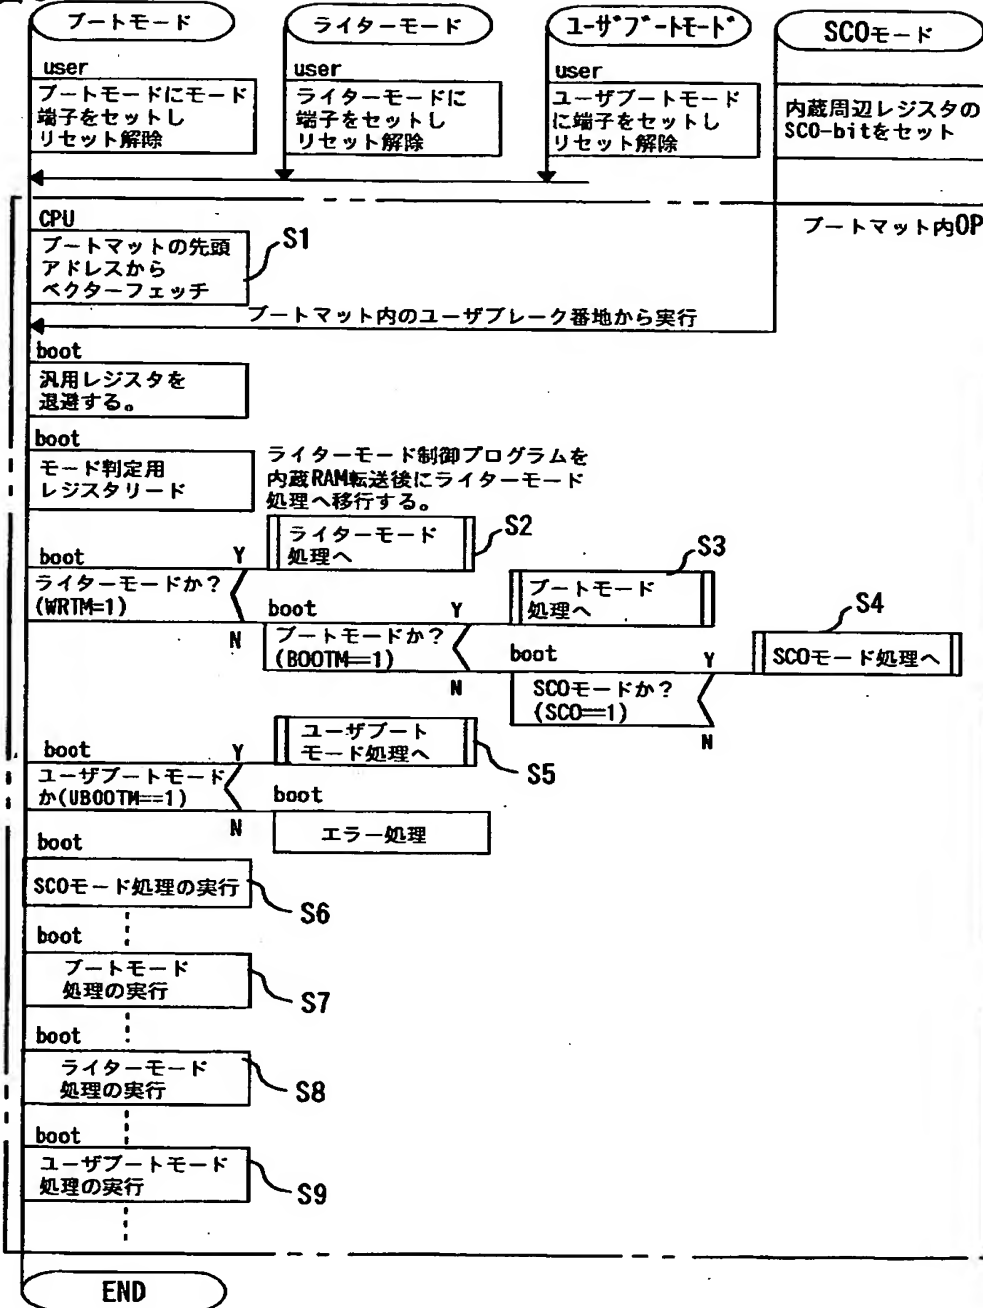 ブートモード
ライターモード
ユーザブートモード
SCOモード
user
ブートモードにモード
端子をセットし
リセット解除
user
ライターモードに
端子をセットし
リセット解除
user
ユーザブートモード
に端子をセットし
リセット解除
内蔵周辺レジスタの
SCO-bitをセット
CPU
ブートマットの先頭
アドレスから
ベクターフェッチ
S1
ブートマット内OP
ブートマット内のユーザブレーク番地から実行
boot
汎用レジスタを
退避する。
boot
モード判定用
レジスタリード
ライターモード制御プログラムを
内蔵RAM転送後にライターモード
処理へ移行する。
ライターモード
処理へ
S2
boot
Y
ライターモードか?
(WRTM=1)
N
ブートモード
処理へ
S3
boot
Y
ブートモードか?
(BOOTM==1)
N
SCOモード処理へ
S4
boot
Y
SCOモードか?
(SCO==1)
N
ユーザブート
モード処理へ
S5
boot
Y
ユーザブートモード
か(UBOOTM==1)
N
boot
エラー処理
boot
SCOモード処理の実行
S6
boot
ブートモード
処理の実行
S7
boot
ライターモード
処理の実行
S8
boot
ユーザブートモード
処理の実行
S9
END